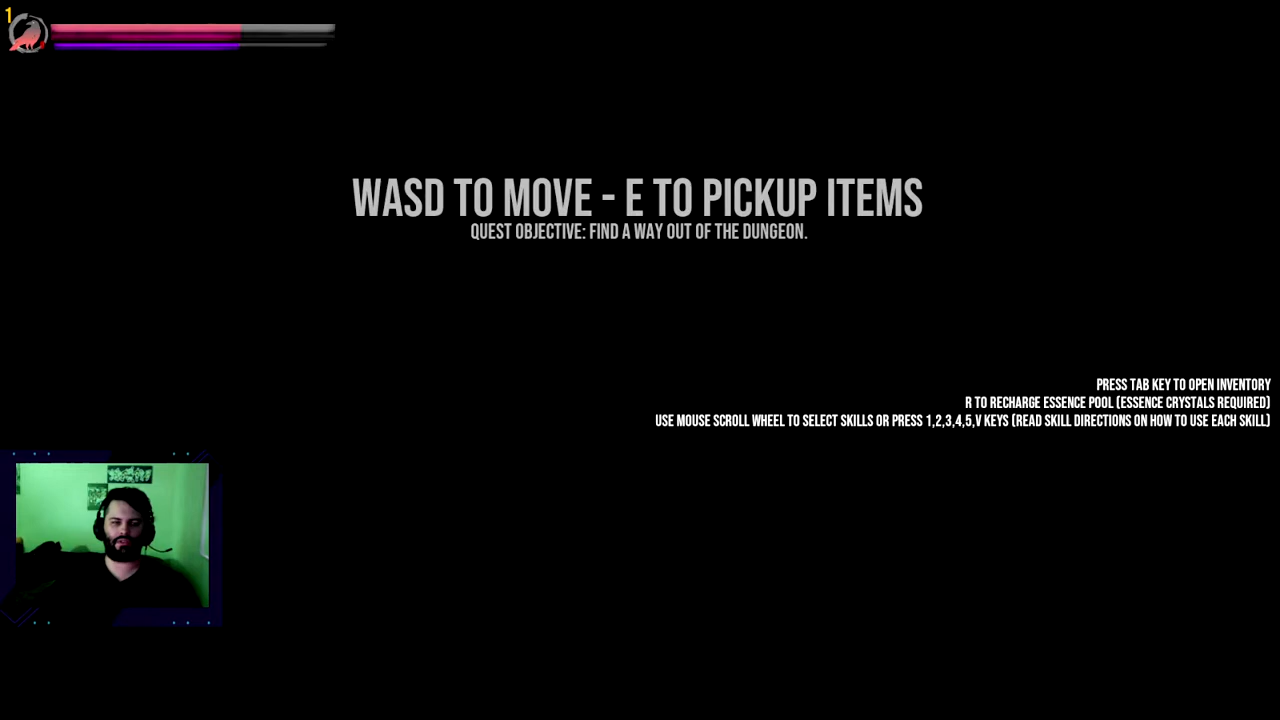 1
WASD TO MOVE - E TO PICKUP ITEMS
QUEST OBJECTIVE: FIND A WAY OUT OF THE DUNGEON.
PRESS TAB KEY TO OPEN INVENTORY
R TO RECHARGE ESSENCE POOL (ESSENCE CRYSTALS REQUIRED)
USE MOUSE SCROLL WHEEL TO SELECT SKILLS OR PRESS 1,2,3,4,5,V KEYS (READ SKILL DIRECTIONS ON HOW TO USE EACH SKILL)